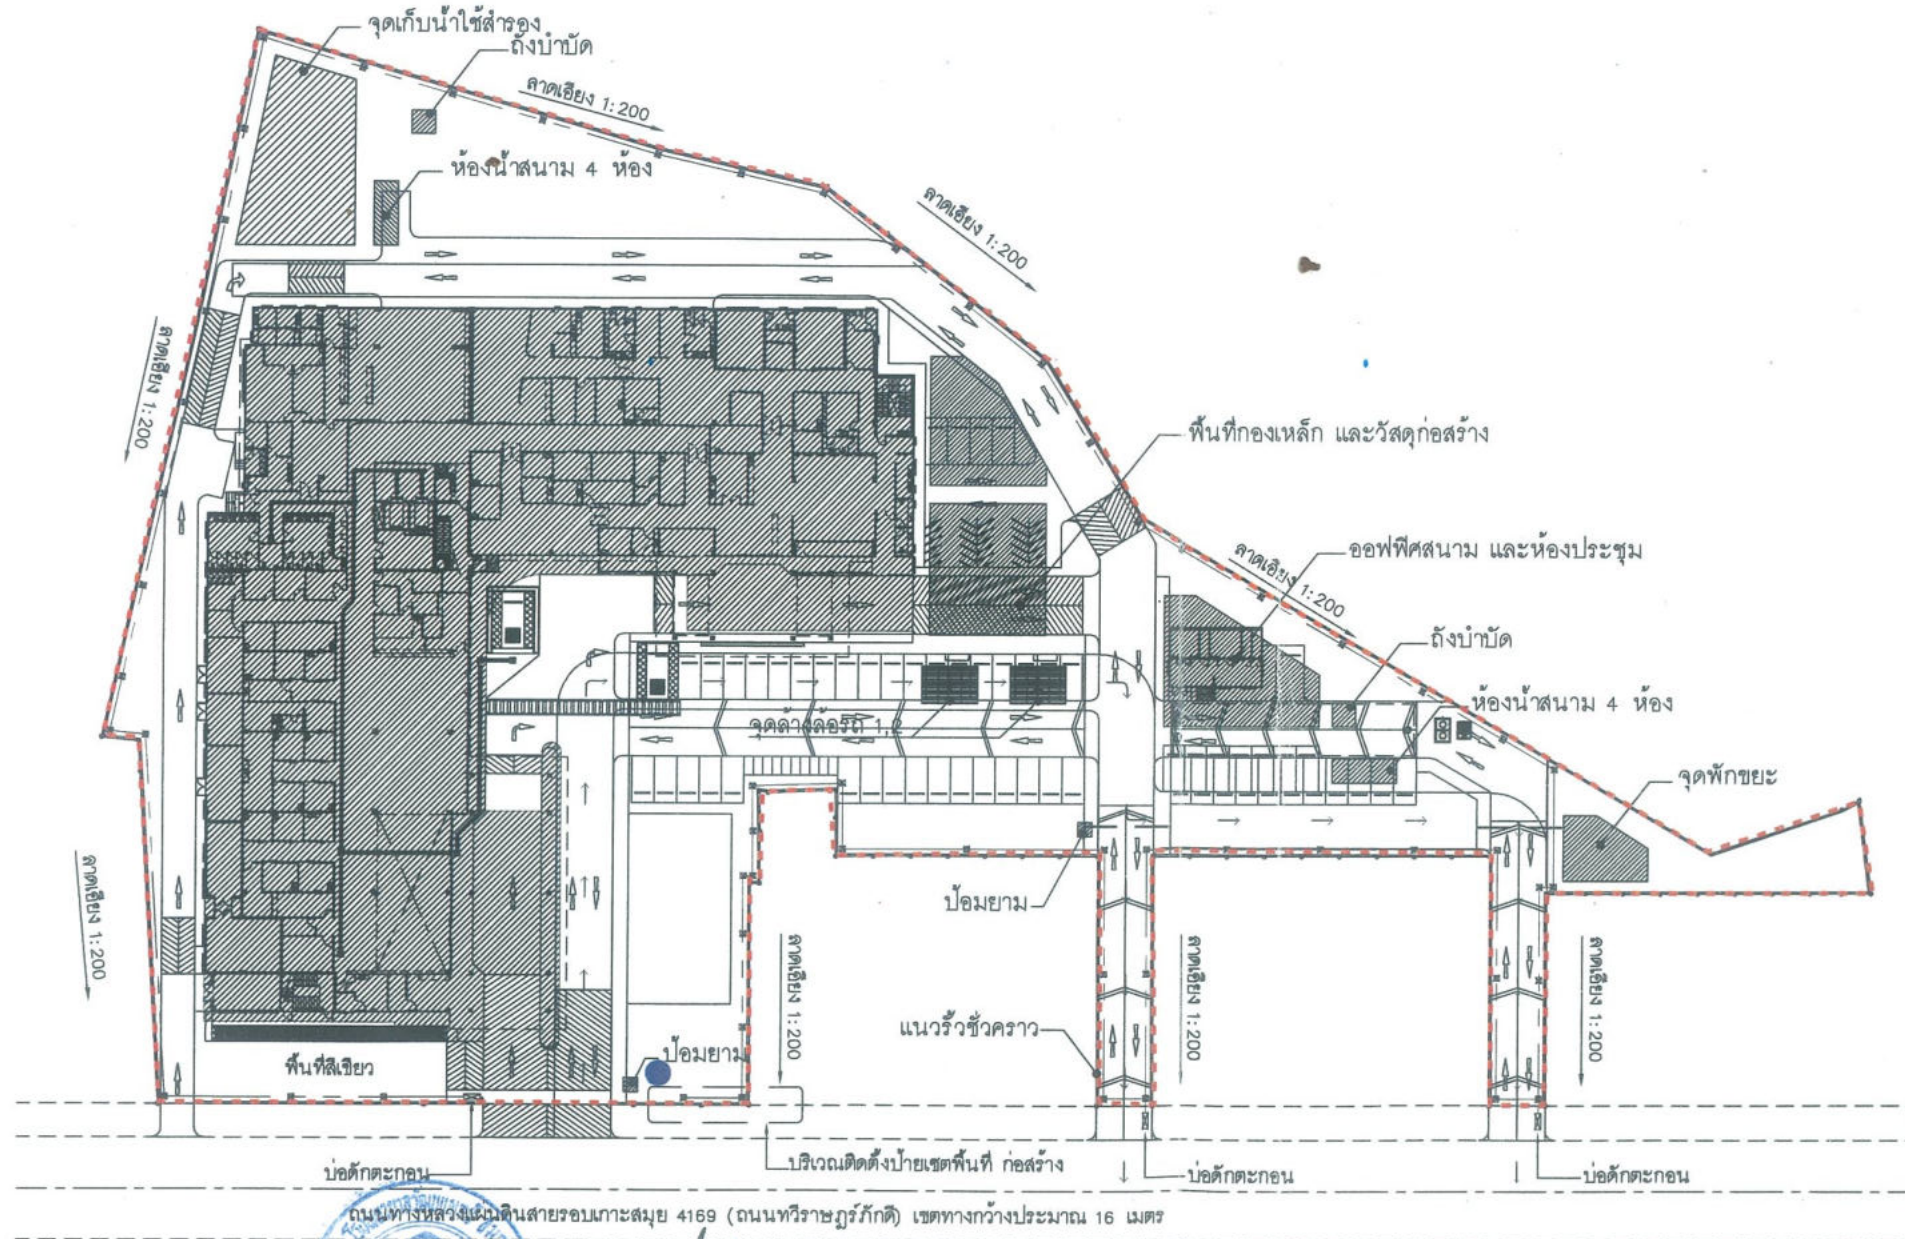 จุดเก็บน้ำใช้สำรอง
ถังบำบัด
ลาดเอียง 1:200
ห้องน้ำสนาม 4 ห้อง
ลาดเอียง 1:200
ลาดเอียง 1:200
พื้นที่กองเหล็ก และวัสดุก่อสร้าง
ออฟฟิศสนาม และห้องประชุม
ลาดเอียง 1:200
ถังบำบัด
ห้องน้ำสนาม 4 ห้อง
จุดล้างล้อรถ 1,2
จุดพักขยะ
ลาดเอียง 1:200
ป้อมยาม
ลาดเอียง 1:200
ลาดเอียง 1:200
ลาดเอียง 1:200
แนวรั้วชั่วคราว
ป้อมยาม
พื้นที่สีเขียว
บ่อดักตะกอน
บริเวณติดตั้งป้ายเขตพื้นที่ ก่อสร้าง
บ่อดักตะกอน
บ่อดักตะกอน
ถนนทางหลวงแผ่นดินสายรอบเกาะสมุย 4169 (ถนนทวีราษฎร์ภักดี) เขตทางกว้างประมาณ 16 เมตร